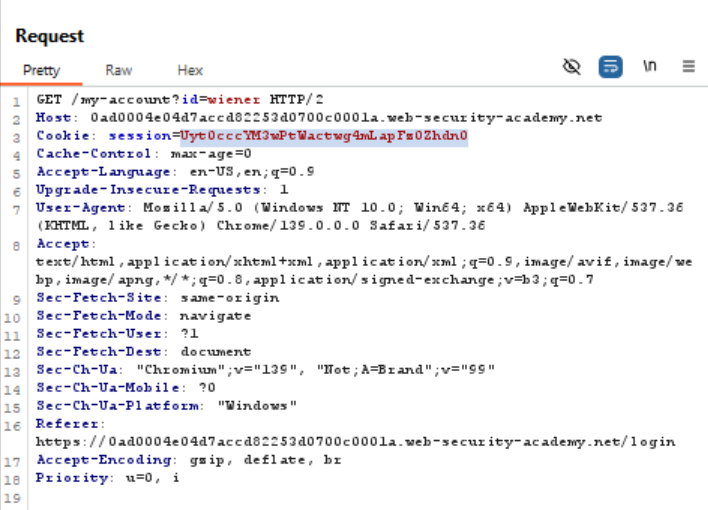 Request
Pretty Raw Hex \n
1 GET /my-account?id=wiener HTTP/2
2 Host: 0ad0004e04d7accd82253d0700c0001a.web-security-academy.net
3 Cookie: session=Uyt0cccYM3wPtWactwg4mLapFs0Zhdn0
4 Cache-Control: max-age=0
5 Accept-Language: en-US,en;q=0.9
6 Upgrade-Insecure-Requests: 1
7 User-Agent: Mozilla/5.0 (Windows NT 10.0; Win64; x64) AppleWebKit/537.36
(KHTML, like Gecko) Chrome/139.0.0.0 Safari/537.36
8 Accept:
text/html,application/xhtml+xml,application/xml;q=0.9,image/avif,image/we
bp,image/apng,*/*;q=0.8,application/signed-exchange;v=b3;q=0.7
9 Sec-Fetch-Site: same-origin
10 Sec-Fetch-Mode: navigate
11 Sec-Fetch-User: ?1
12 Sec-Fetch-Dest: document
13 Sec-Ch-Ua: "Chromium";v="139", "Not;A=Brand";v="99"
14 Sec-Ch-Ua-Mobile: ?0
15 Sec-Ch-Ua-Platform: "Windows"
16 Referer:
https://0ad0004e04d7accd82253d0700c0001a.web-security-academy.net/login
17 Accept-Encoding: gzip, deflate, br
18 Priority: u=0, i
19